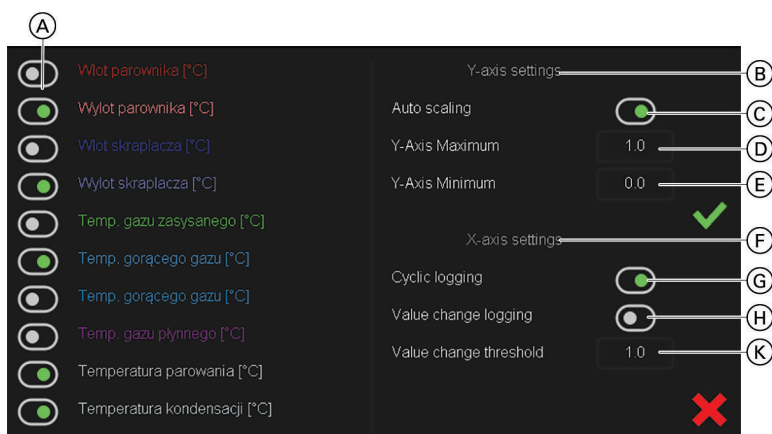 A
Wlot parownika [°C]
Wylot parownika [°C]
Wlot skraplacza [°C]
Wylot skraplacza [°C]
Temp. gazu zasysanego [°C]
Temp. gorącego gazu [°C]
Temp. gorącego gazu [°C]
Temp. gazu płynnego [°C]
Temperatura parowania [°C]
Temperatura kondensacji [°C]
Y-axis settings B
Auto scaling C
Y-Axis Maximum 1.0 D
Y-Axis Minimum 0.0 E
X-axis settings F
Cyclic logging G
Value change logging H
Value change threshold 1.0 K